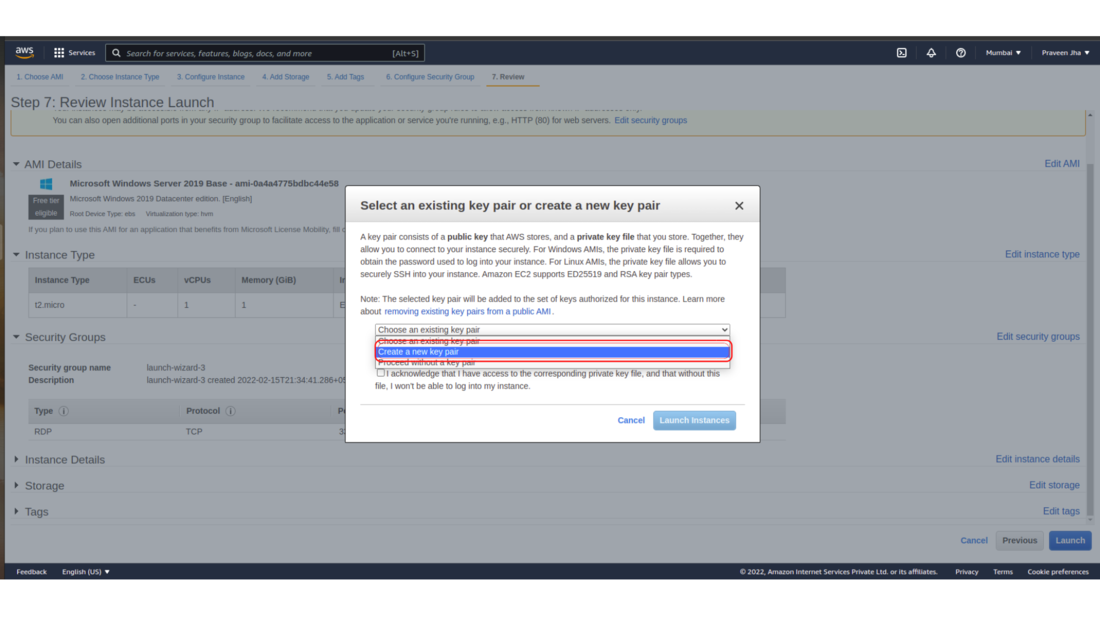 aws
Services
Search for services, features, blogs, docs, and more
[Alt+S]
Mumbai
Praveen Jha
1. Choose AMI
2. Choose Instance Type
3. Configure Instance
4. Add Storage
5. Add Tags
6. Configure Security Group
7. Review
Step 7: Review Instance Launch
You can also open additional ports in your security group to facilitate access to the application or service you're running, e.g., HTTP (80) for web servers. Edit security groups
AMI Details
Edit AMI
Microsoft Windows Server 2019 Base - ami-0a4a4775bdbc44e58
Free tier
eligible
Microsoft Windows 2019 Datacenter edition. [English]
Root Device Type: ebs Virtualization type: hvm
If you plan to use this AMI for an application that benefits from Microsoft License Mobility, fill
Instance Type
Edit instance type
Instance Type
ECUs
vCPUs
Memory (GiB)
t2.micro
-
1
1
Security Groups
Edit security groups
Security group name
launch-wizard-3
Description
launch-wizard-3 created 2022-02-15T21:34:41.286+05
Type
Protocol
RDP
TCP
Instance Details
Edit instance details
Storage
Edit storage
Tags
Edit tags
Select an existing key pair or create a new key pair
A key pair consists of a public key that AWS stores, and a private key file that you store. Together, they
allow you to connect to your instance securely. For Windows AMIs, the private key file is required to
obtain the password used to log into your instance. For Linux AMIs, the private key file allows you to
securely SSH into your instance. Amazon EC2 supports ED25519 and RSA key pair types.
Note: The selected key pair will be added to the set of keys authorized for this instance. Learn more
about removing existing key pairs from a public AMI.
Choose an existing key pair
Choose an existing key pair
Create a new key pair
Proceed without a key pair
I acknowledge that I have access to the corresponding private key file, and that without this
file, I won't be able to log into my instance.
Cancel
Launch Instances
Cancel
Previous
Launch
Feedback
English (US)
© 2022, Amazon Internet Services Private Ltd. or its affiliates.
Privacy
Terms
Cookie preferences